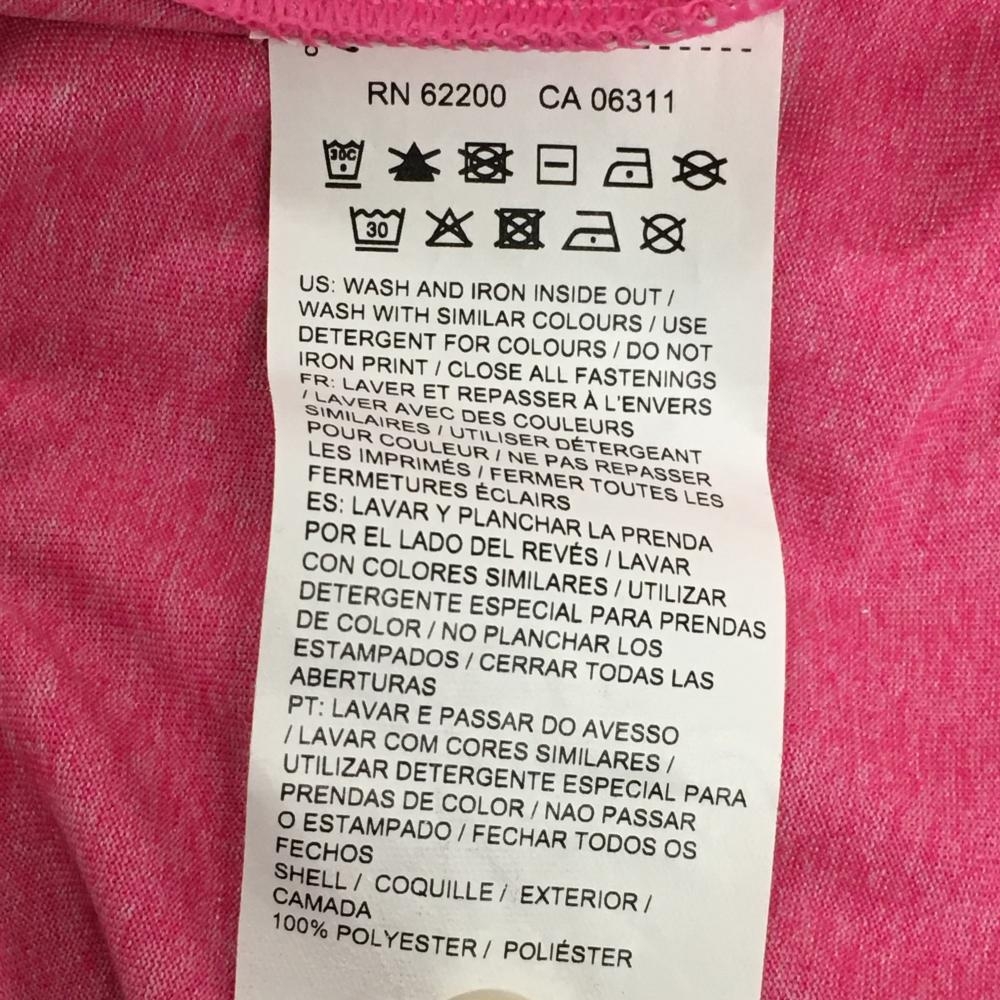 RN 62200 CA 06311
30C
30
US: WASH AND IRON INSIDE OUT /
WASH WITH SIMILAR COLOURS / USE
DETERGENT FOR COLOURS / DO NOT
IRON PRINT / CLOSE ALL FASTENINGS
FR: LAVER ET REPASSER À L'ENVERS
/ LAVER AVEC DES COULEURS
SIMILAIRES / UTILISER DÉTERGEANT
POUR COULEUR / NE PAS REPASSER
LES IMPRIMÉS / FERMER TOUTES LES
FERMETURES ÉCLAIRS
ES: LAVAR Y PLANCHAR LA PRENDA
POR EL LADO DEL REVÉS / LAVAR
CON COLORES SIMILARES / UTILIZAR
DETERGENTE ESPECIAL PARA PRENDAS
DE COLOR / NO PLANCHAR LOS
ESTAMPADOS / CERRAR TODAS LAS
ABERTURAS
PT: LAVAR E PASSAR DO AVESSO
/ LAVAR COM CORES SIMILARES /
UTILIZAR DETERGENTE ESPECIAL PARA
PRENDAS DE COLOR / NAO PASSAR
O ESTAMPADO / FECHAR TODOS OS
FECHOS
SHELL / COQUILLE / EXTERIOR /
CAMADA
100% POLYESTER / POLIÉSTER